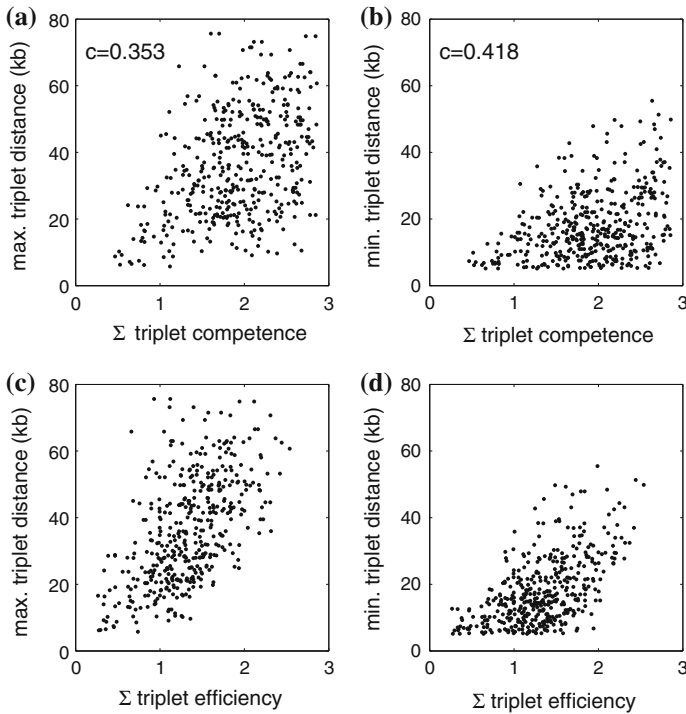 (a)
c=0.353
max. triplet distance (kb)
80
60
40
20
0
0 1 2 3
Σ triplet competence
(b)
c=0.418
min. triplet distance (kb)
80
60
40
20
0
0 1 2 3
Σ triplet competence
(c)
max. triplet distance (kb)
80
60
40
20
0
0 1 2 3
Σ triplet efficiency
(d)
min. triplet distance (kb)
80
60
40
20
0
0 1 2 3
Σ triplet efficiency